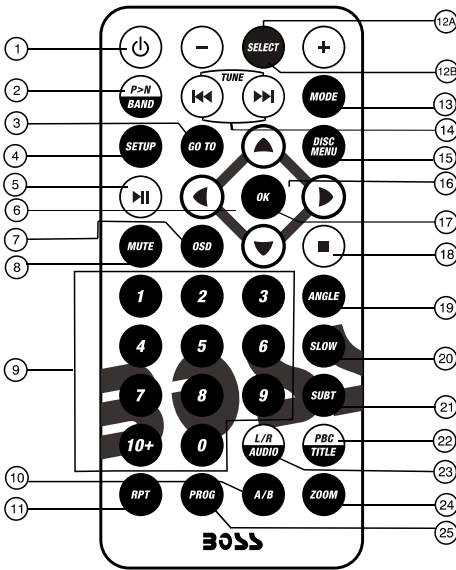 12A
1 − SELECT +
12B
2 P>N BAND TUNE MODE 13
3 14
4 SETUP GO TO DISC MENU 15
5 16
6 OK 17
7 18
8 MUTE OSD
1 2 3 ANGLE 19
4 5 6 SLOW 20
9
7 8 9 SUBT 21
10+ 0 L/R AUDIO PBC TITLE 22
23
10
RPT PROG A/B ZOOM 24
11
25
BOSS